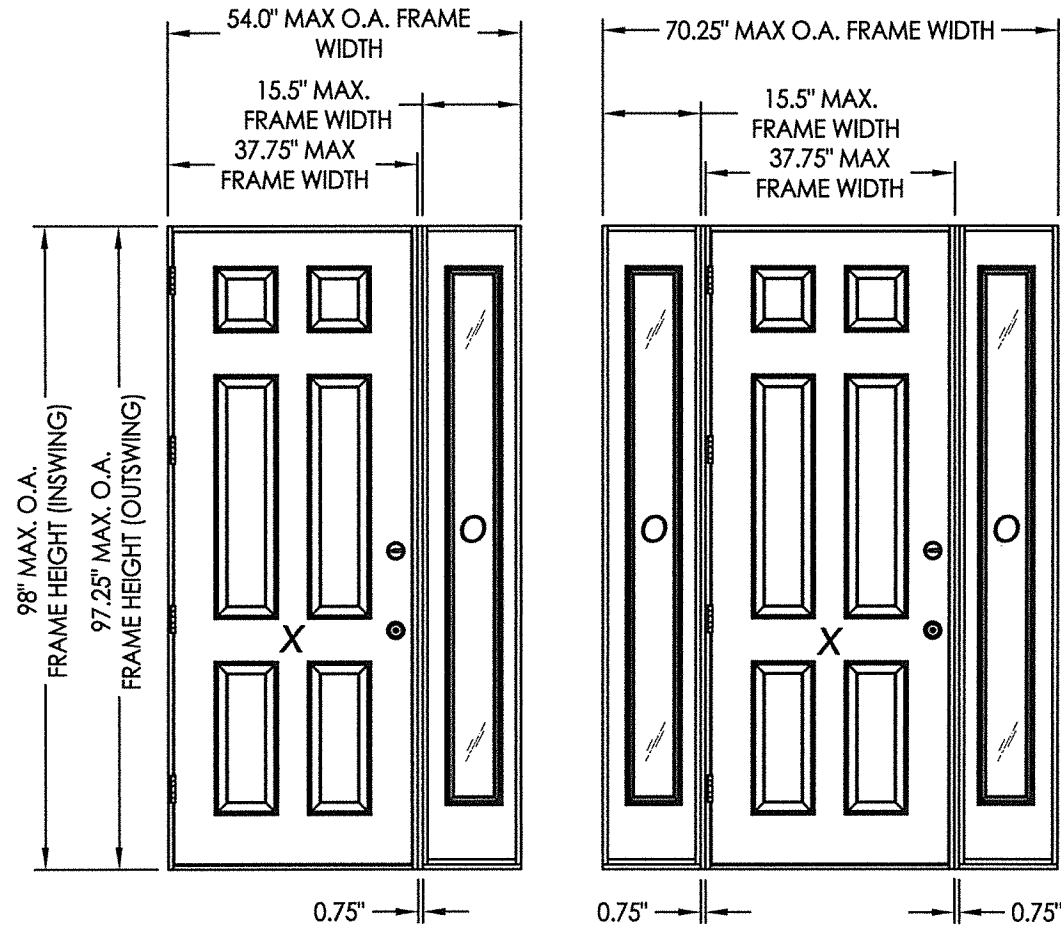 54.0" MAX O.A. FRAME
WIDTH
15.5" MAX.
FRAME WIDTH
37.75" MAX
FRAME WIDTH
98" MAX. O.A.
FRAME HEIGHT (INSWING)
97.25" MAX. O.A.
FRAME HEIGHT (OUTSWING)
X
O
0.75"
70.25" MAX O.A. FRAME WIDTH
15.5" MAX.
FRAME WIDTH
37.75" MAX
FRAME WIDTH
O
X
O
0.75"
0.75"